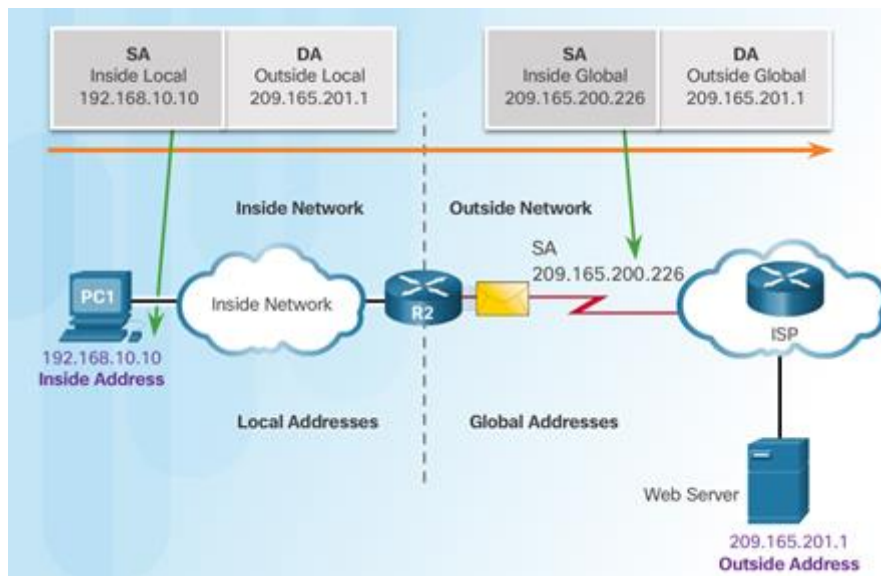 SA
Inside Local
192.168.10.10
DA
Outside Local
209.165.201.1
SA
Inside Global
209.165.200.226
DA
Outside Global
209.165.201.1
Inside Network
Outside Network
SA
209.165.200.226
PC1
Inside Network
R2
ISP
192.168.10.10
Inside Address
Local Addresses
Global Addresses
Web Server
209.165.201.1
Outside Address